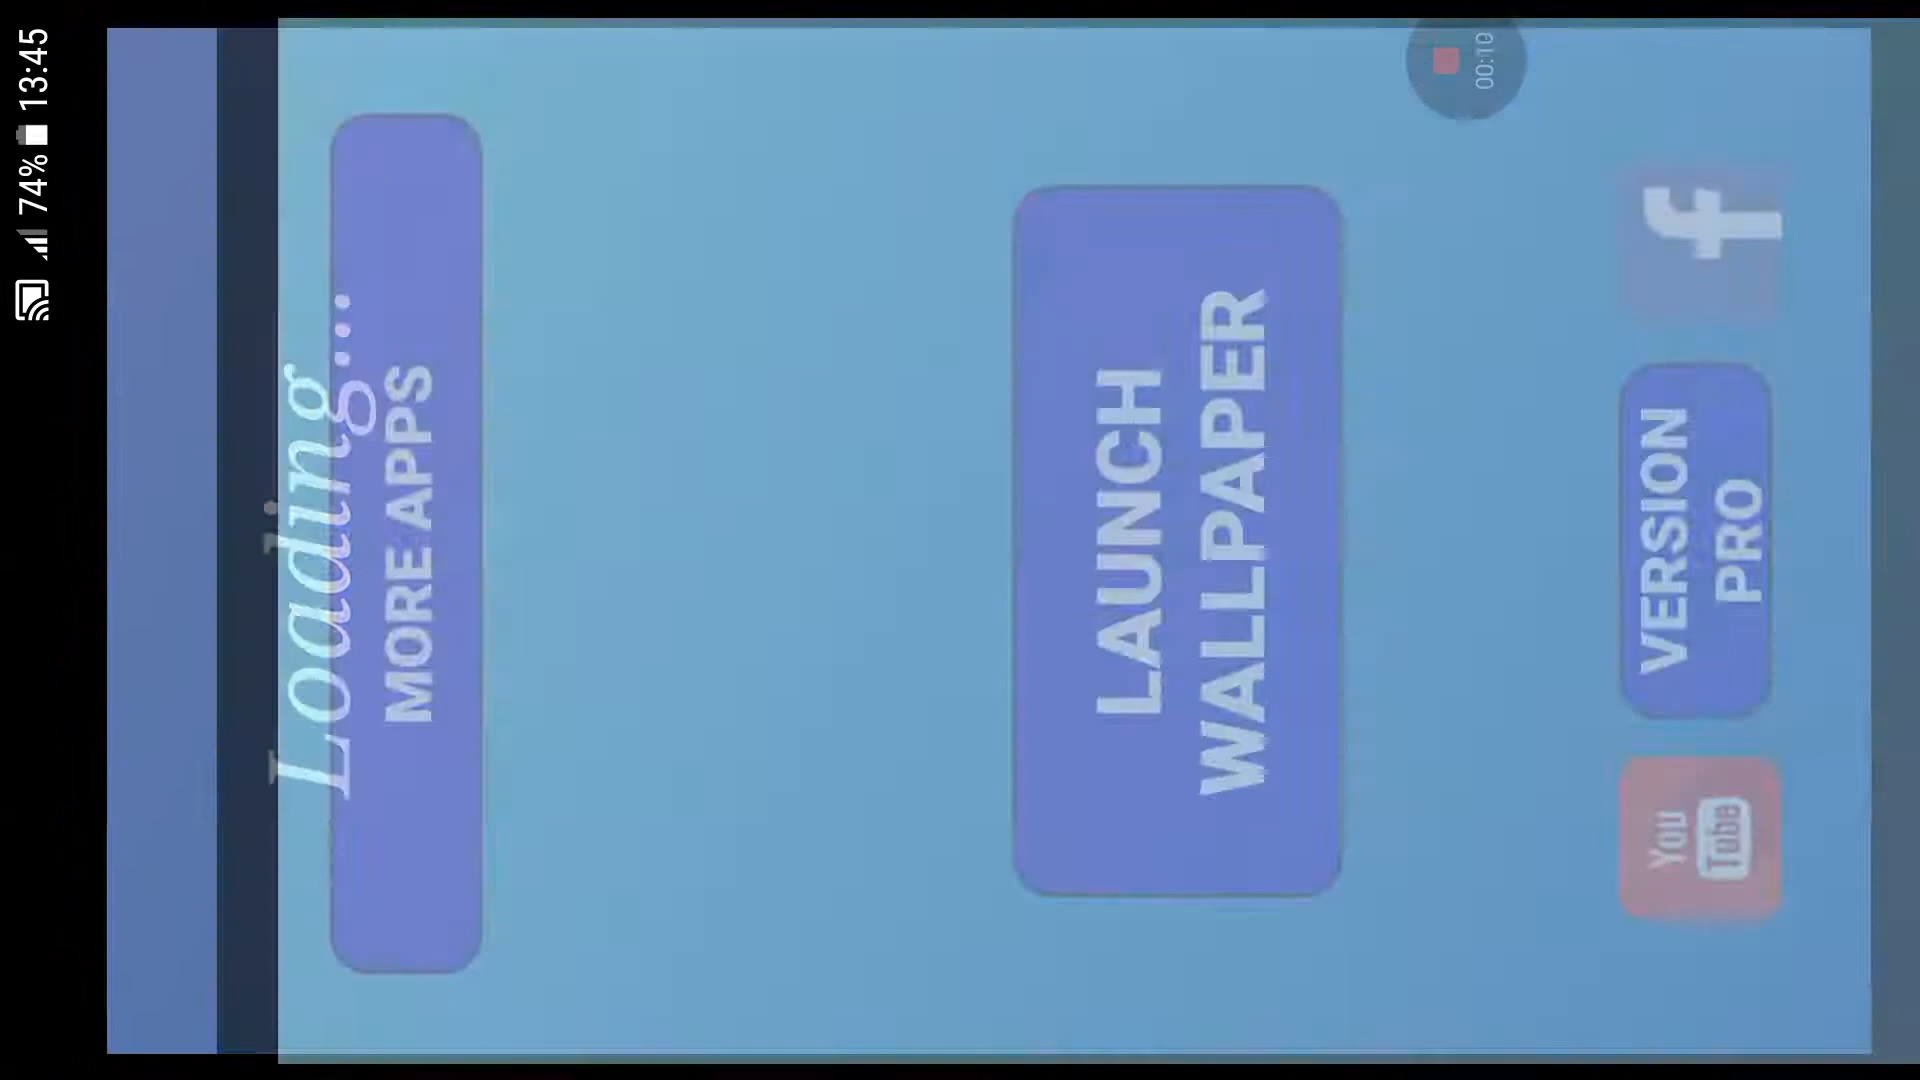 74% 13:45
Loading...
MORE APPS
00:10
LAUNCH
WALLPAPER
VERSION
PRO
f
You
Tube